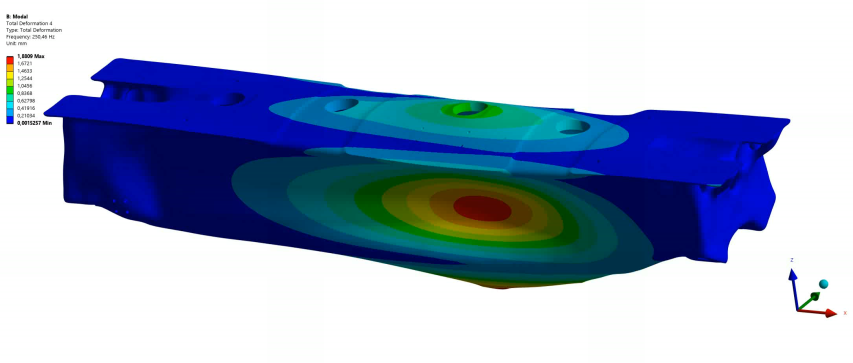 B: Modal
Total Deformation 4
Type: Total Deformation
Frequency: 250,46 Hz
Unit: mm
1,8809 Max
1,6721
1,4633
1,2544
1,0456
0,8368
0,62798
0,41916
0,21034
0,0015257 Min
Z
X